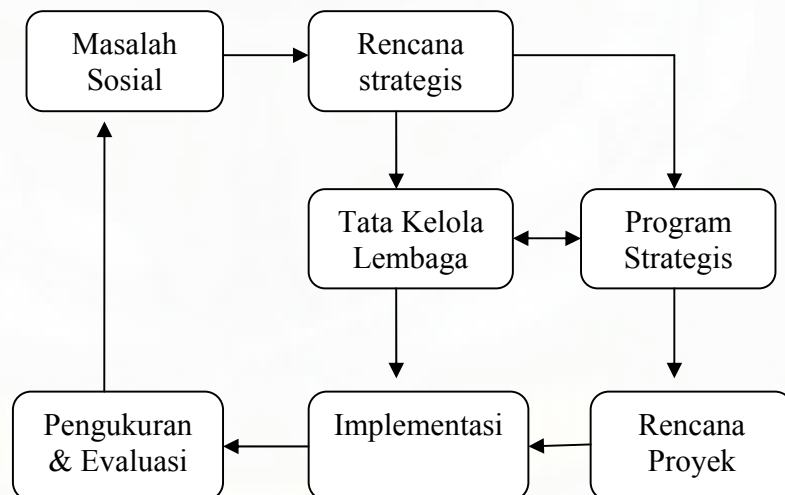 Masalah
Sosial
Rencana
strategis
Tata Kelola
Lembaga
Program
Strategis
Pengukuran
& Evaluasi
Implementasi
Rencana
Proyek